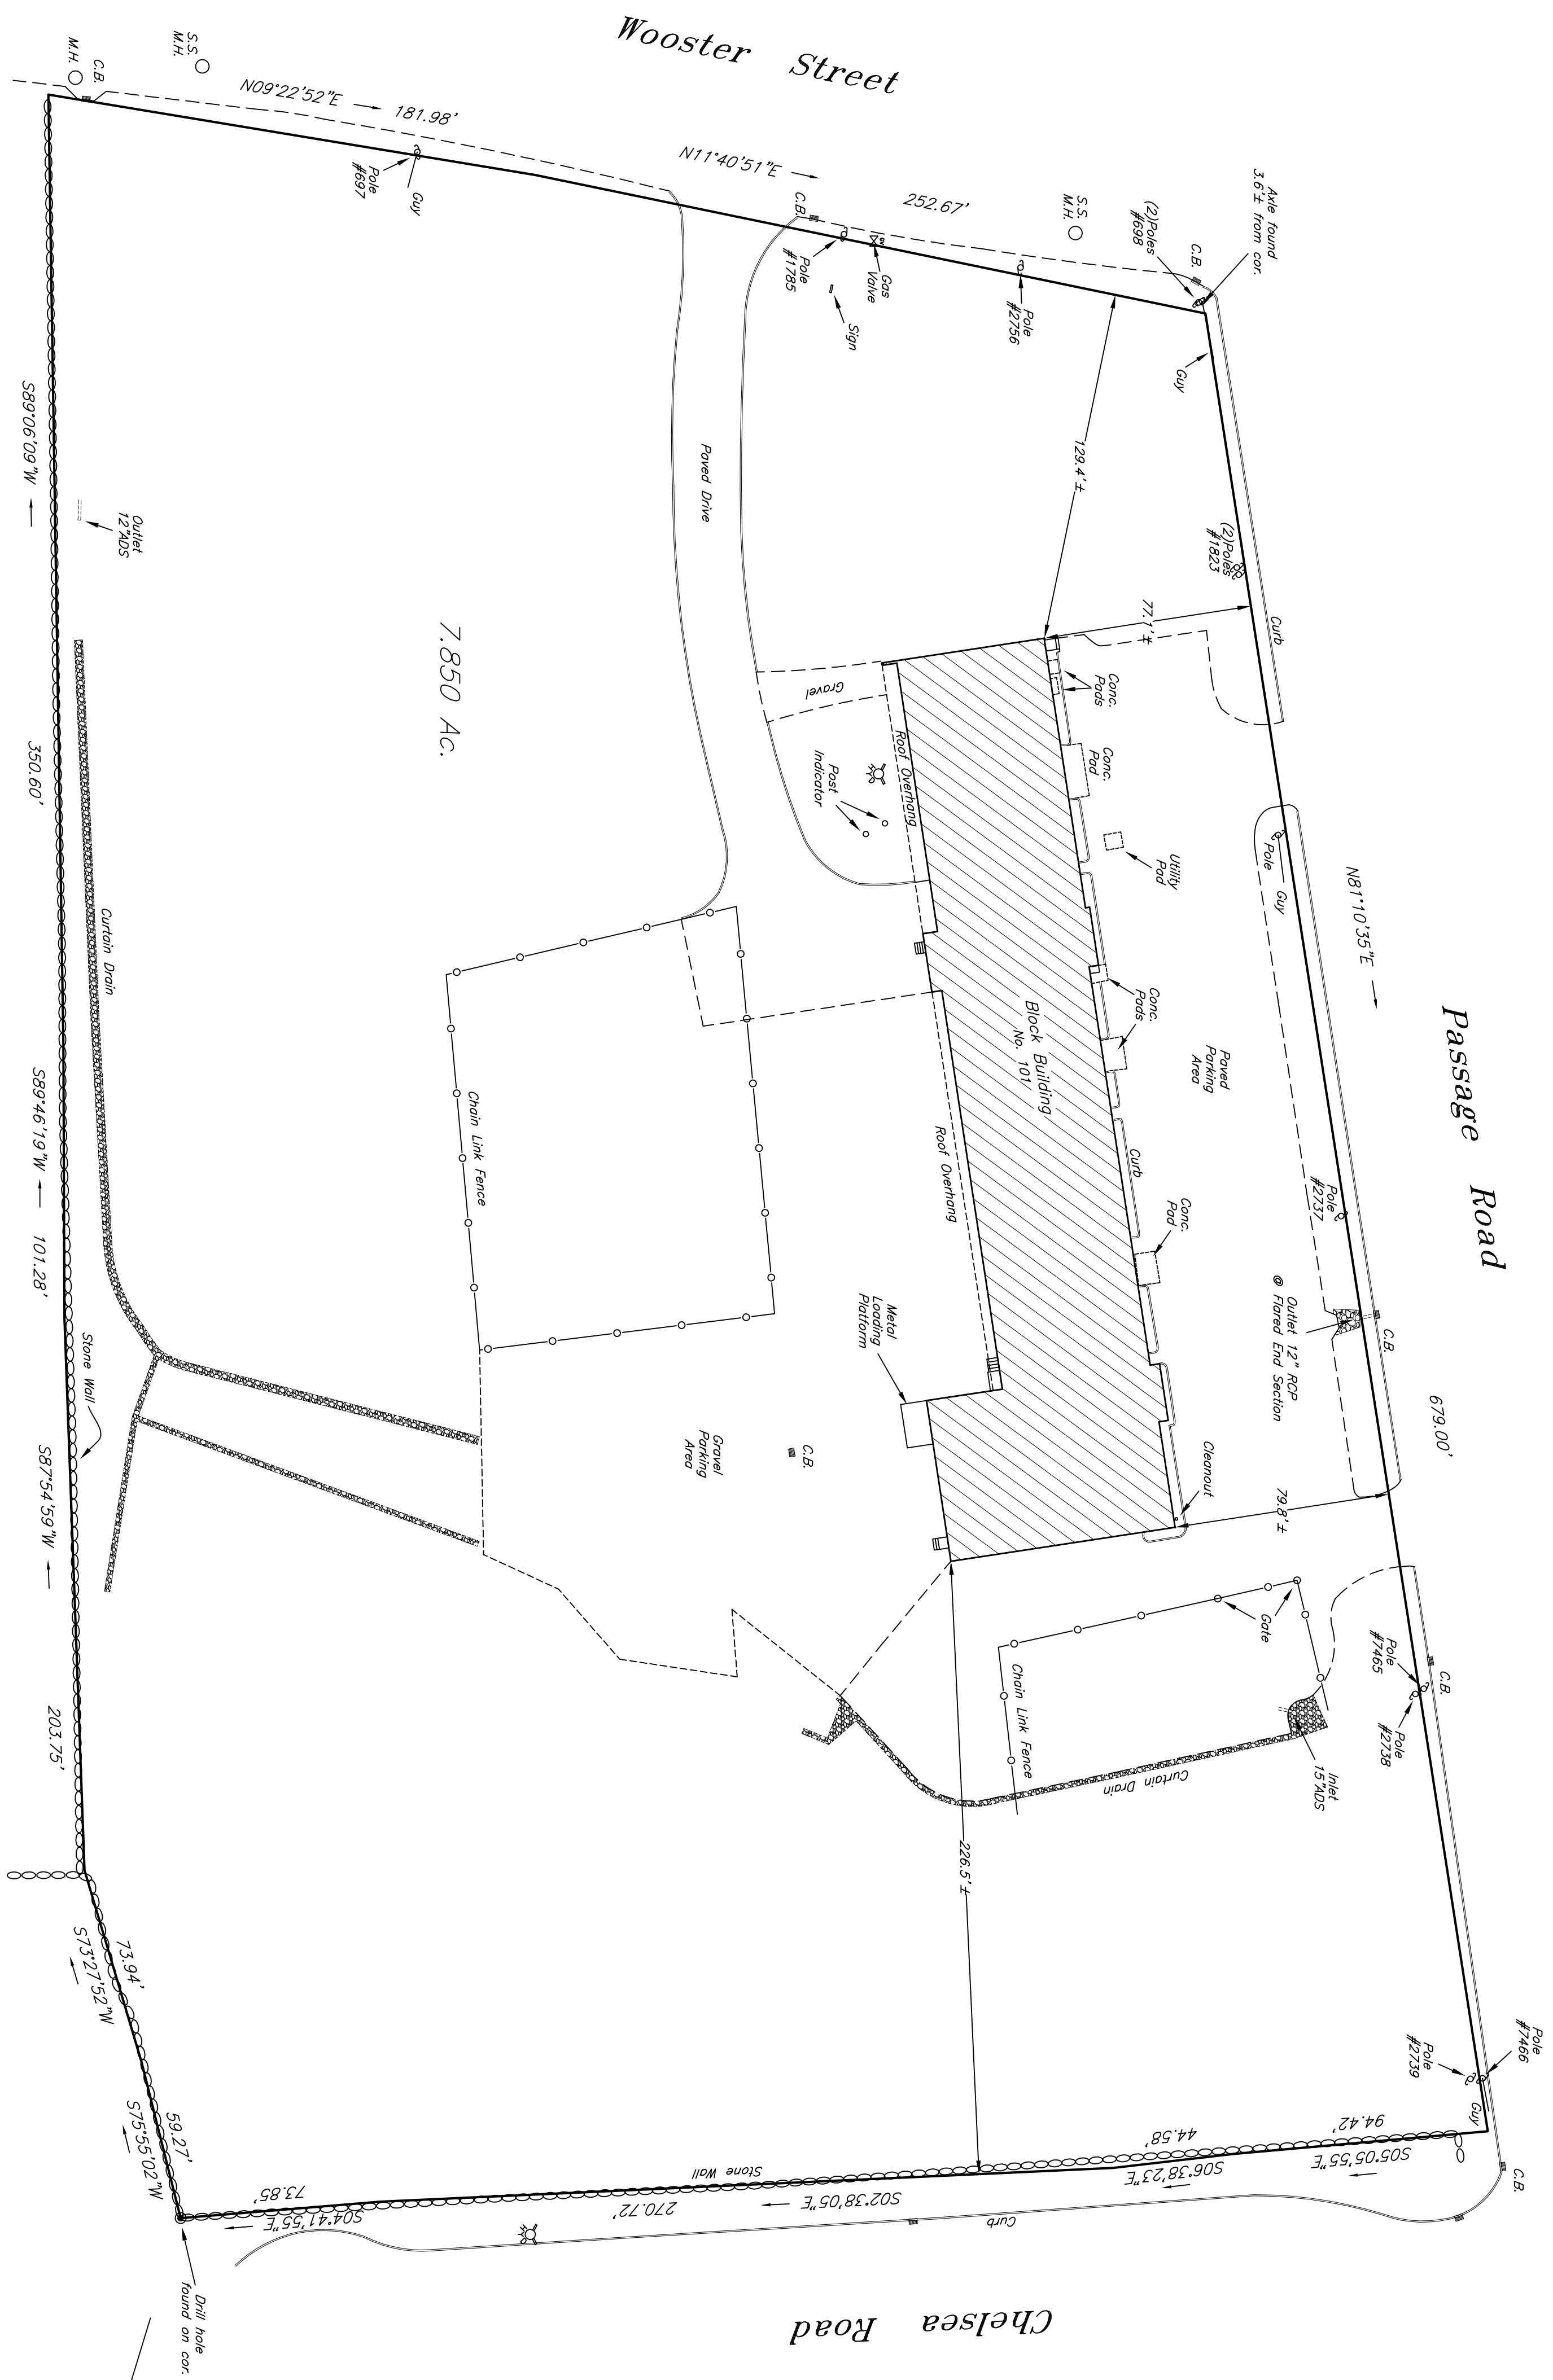 Wooster Street
Passage Road
Chelsea Road
M.H.
C.B.
S.S.
M.H.
N09°22'52"E
181.98'
Pole
#697
Guy
N11°40'51"E
252.67'
C.B.
Pole
#1785
Gas
Valve
Sign
S.S.
M.H.
Pole
#2756
(2)Poles
#698
C.B.
Axle found
3.6'± from cor.
Guy
129.4'±
(2)Poles
#1823
77.1'±
Curb
Paved Drive
7.850 Ac.
Outlet
12"ADS
Gravel
Roof Overhang
Post
Indicator
Conc.
Pads
Conc.
Pad
Utility
Pad
Pole
Guy
N81°10'35"E
Conc.
Pads
Paved
Parking
Area
Block Building
No. 101
Roof Overhang
Curb
Conc.
Pad
Pole
#2737
Outlet 12" RCP
@ Flared End Section
C.B.
679.00'
Chain Link Fence
Metal
Loading
Platform
Gravel
Parking
Area
C.B.
Cleanout
79.8'±
Gate
Chain Link Fence
Curtain Drain
Inlet
15"ADS
Pole
#7465
C.B.
Pole
#2738
226.5'±
Pole
#7466
Pole
#2739
Guy
C.B.
94.42'
S05°05'55"E
44.58'
S06°38'23"E
Stone Wall
270.72'
S02°38'05"E
Curb
73.85'
S04°41'55"E
Drill hole
found on cor.
59.27'
S75°55'02"W
73.94'
S73°27'52"W
203.75'
S87°54'59"W
Stone Wall
101.28'
S89°46'19"W
Curtain Drain
350.60'
S89°06'09"W